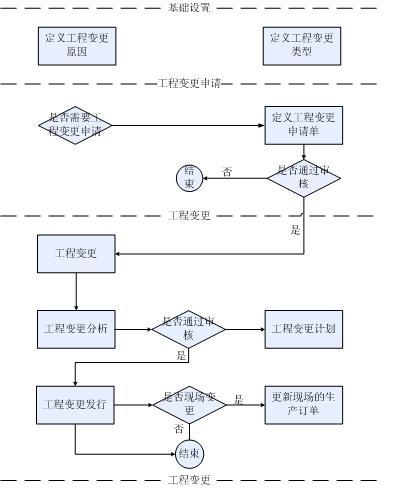 基础设置
定义工程变更
原因
定义工程变更
类型
工程变更申请
是否需要工
程变更申请
定义工程变更
申请单
结
束
否
是否通过审
核
工程变更
是
工程变更
工程变更分析
是否通过审
核
工程变更计划
是
工程变更发行
是否现场变
更
是
更新现场的生
产订单
否
结束
工程变更